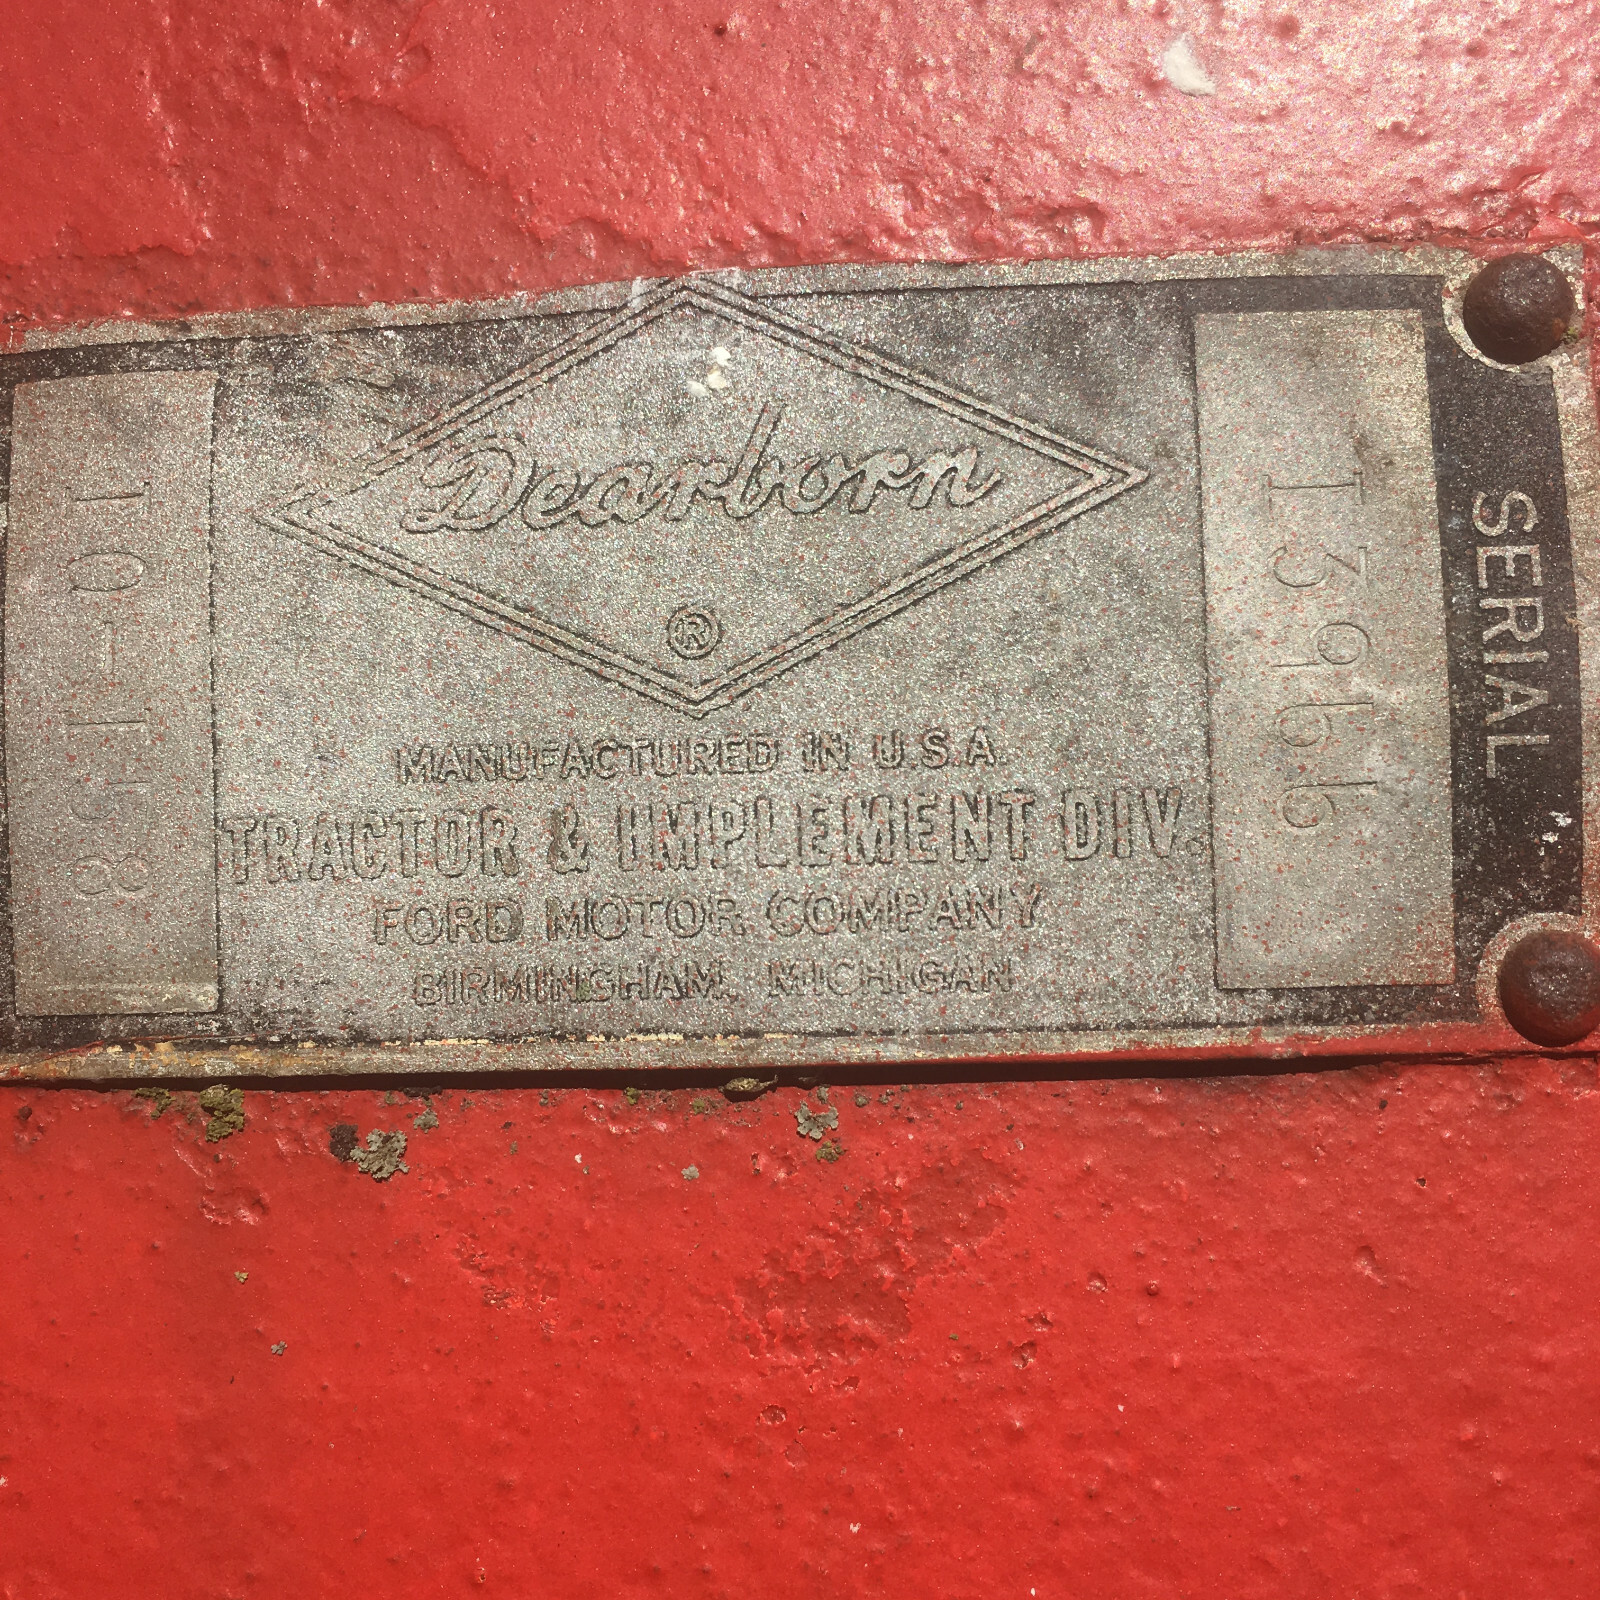 10-158
Dearborn
®
MANUFACTURED IN U.S.A.
TRACTOR & IMPLEMENT DIV.
FORD MOTOR COMPANY
BIRMINGHAM, MICHIGAN
13966
SERIAL